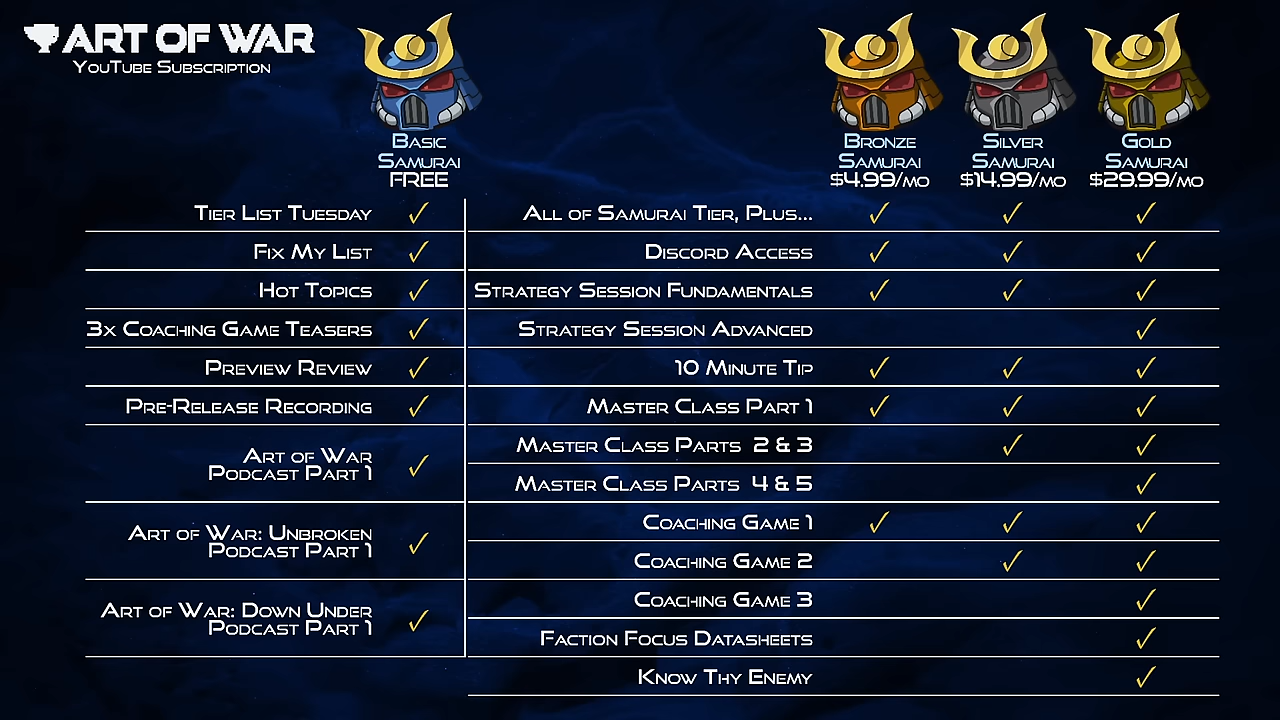 ART OF WAR
YouTube Subscription
Basic
Samurai
FREE
Bronze
Samurai
$4.99/mo
Silver
Samurai
$14.99/mo
Gold
Samurai
$29.99/mo
Tier List Tuesday ✓
Fix My List ✓
Hot Topics ✓
3x Coaching Game Teasers ✓
Preview Review ✓
Pre-Release Recording ✓
Art of War
Podcast Part 1 ✓
Art of War: Unbroken
Podcast Part 1 ✓
Art of War: Down Under
Podcast Part 1 ✓
All of Samurai Tier, Plus... ✓ ✓ ✓
Discord Access ✓ ✓ ✓
Strategy Session Fundamentals ✓ ✓ ✓
Strategy Session Advanced ✓
10 Minute Tip ✓ ✓ ✓
Master Class Part 1 ✓ ✓ ✓
Master Class Parts 2 & 3 ✓ ✓
Master Class Parts 4 & 5 ✓
Coaching Game 1 ✓ ✓ ✓
Coaching Game 2 ✓ ✓
Coaching Game 3 ✓
Faction Focus Datasheets ✓
Know Thy Enemy ✓